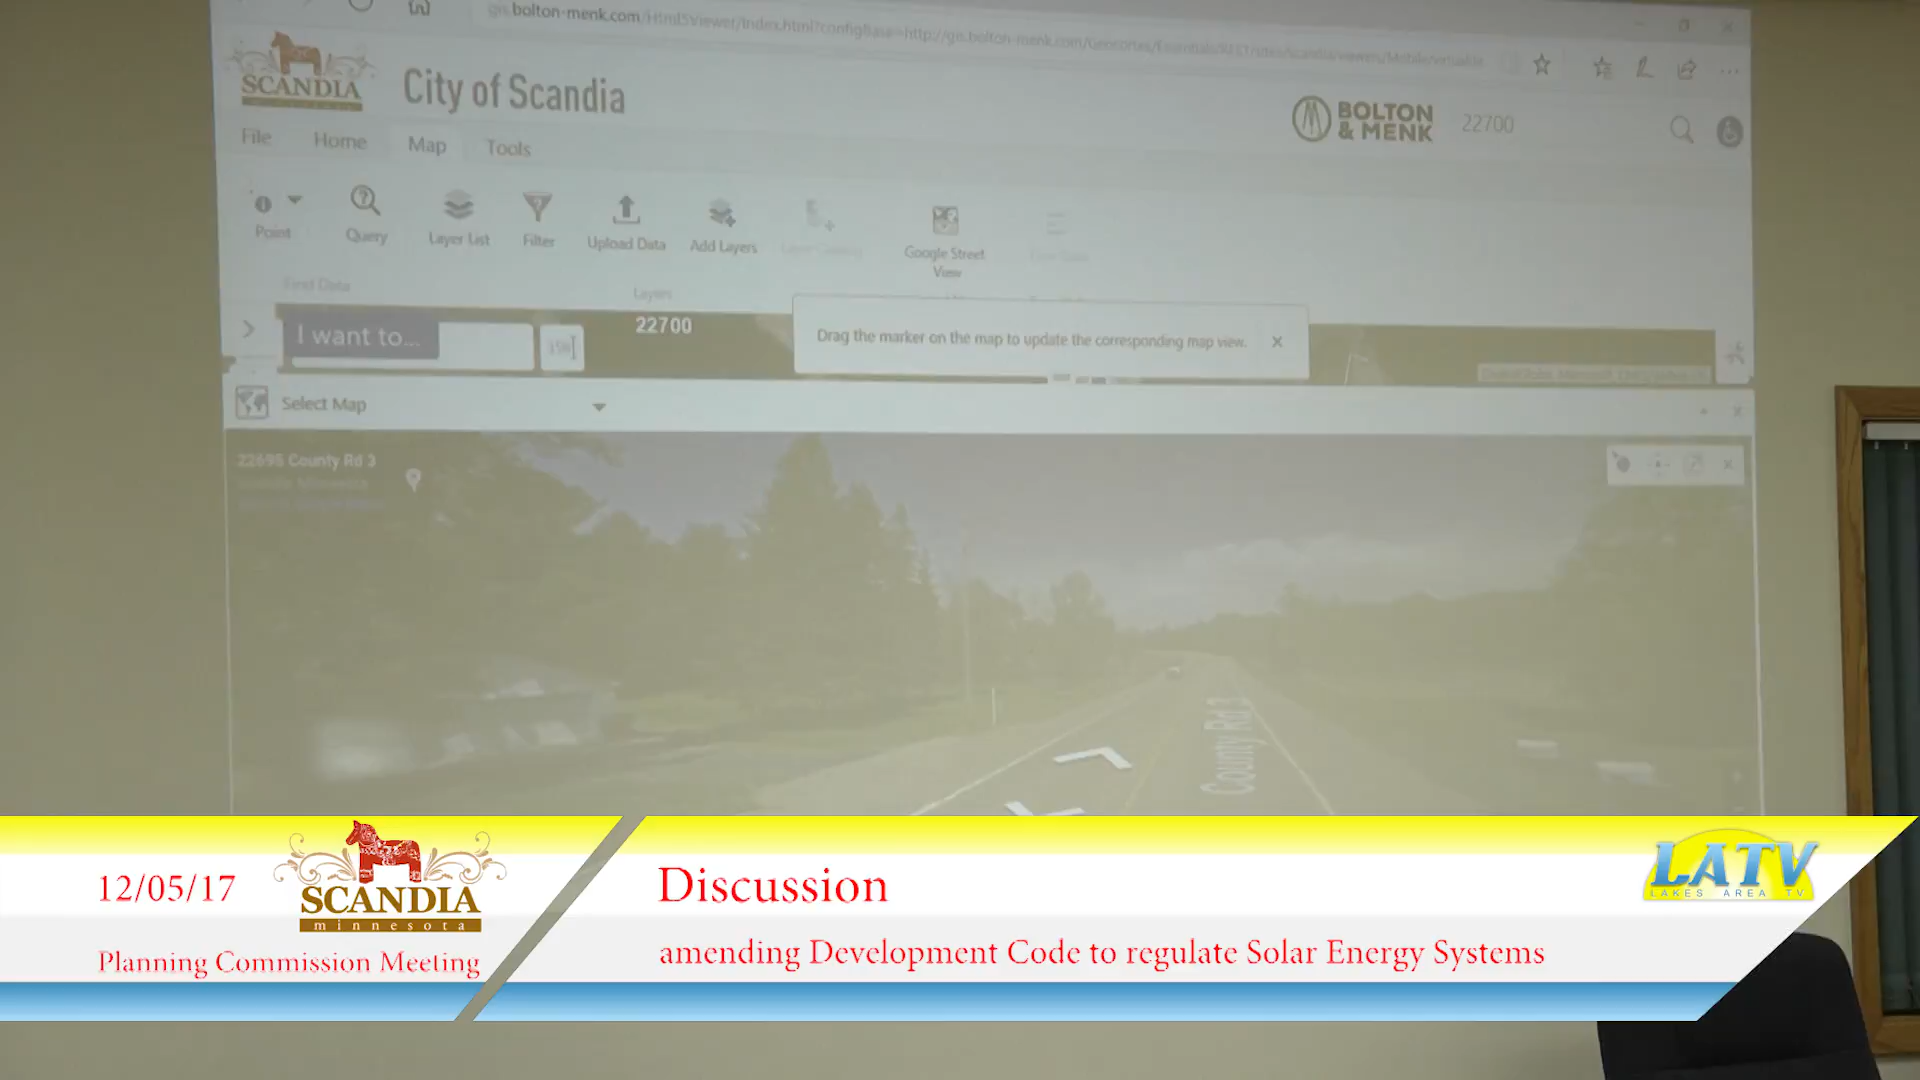 SCANDIA
City of Scandia
BOLTON
& MENK
22700
File Home Map Tools
Point Query Layer List Filter Upload Data Add Layers Google Street View
Find Data
Layers
I want to...
22700
Drag the marker on the map to update the corresponding map view.
Select Map
22695 County Rd 3
County Rd 3
12/05/17
SCANDIA
minnesota
Planning Commission Meeting
Discussion
amending Development Code to regulate Solar Energy Systems
LATV
LAKES AREA TV